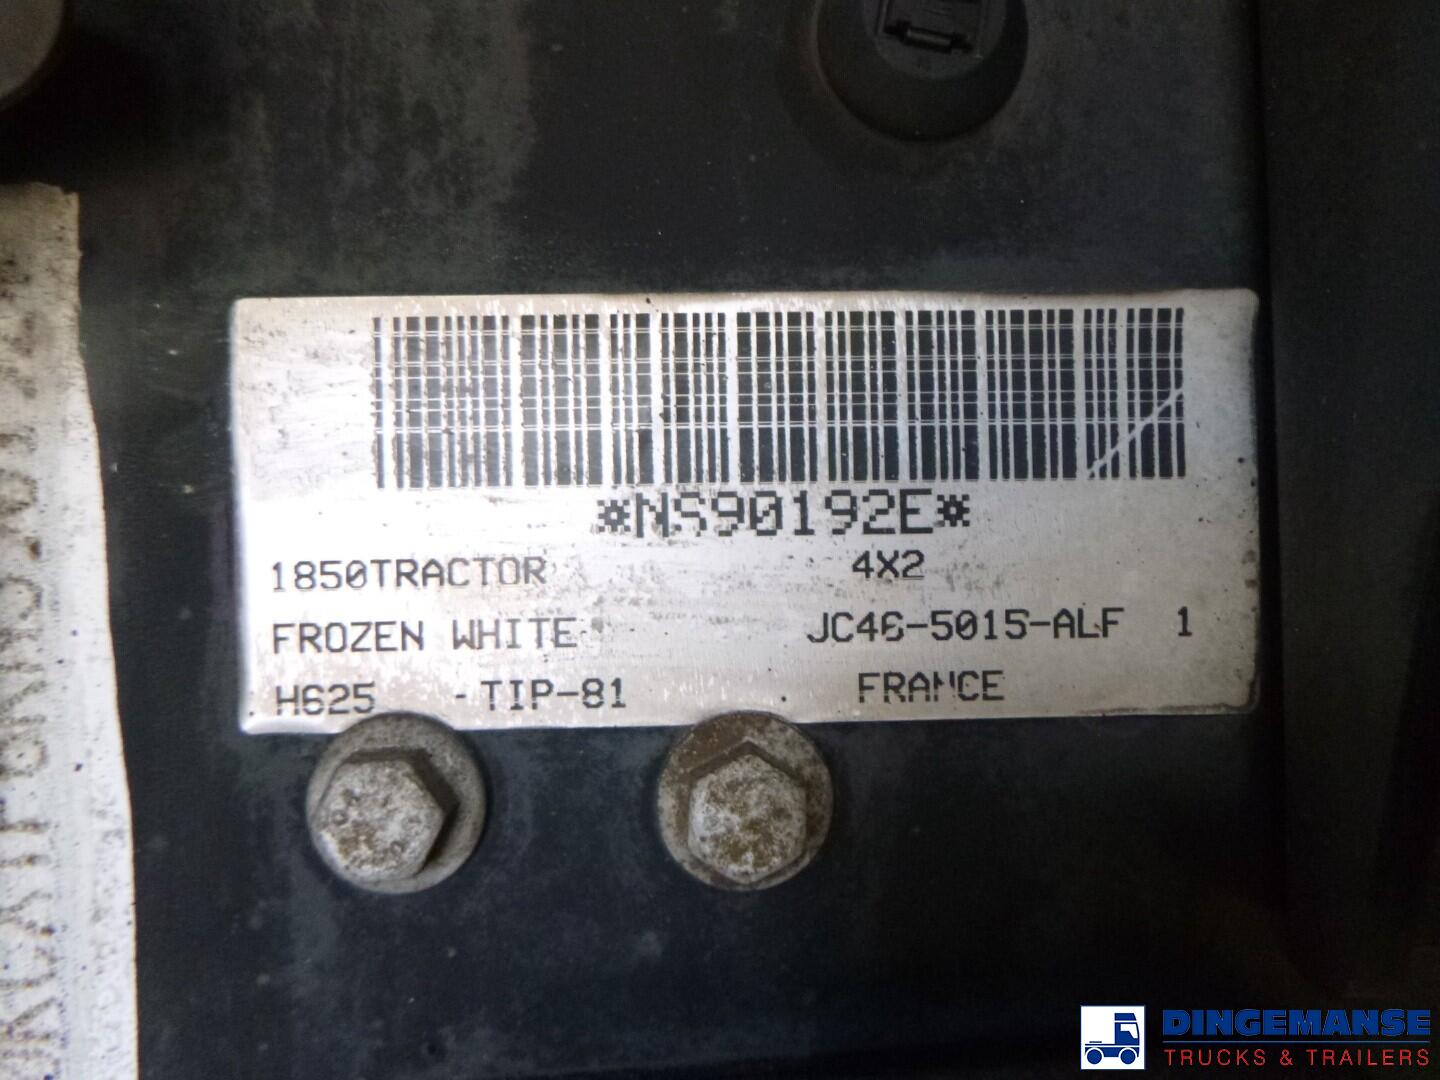 *NS90192E*
1850TRACTOR 4X2
FROZEN WHITE JC46-5015-ALF 1
H625 - TIP-81 . FRANCE
DINGEMANSE
TRUCKS & TRAILERS